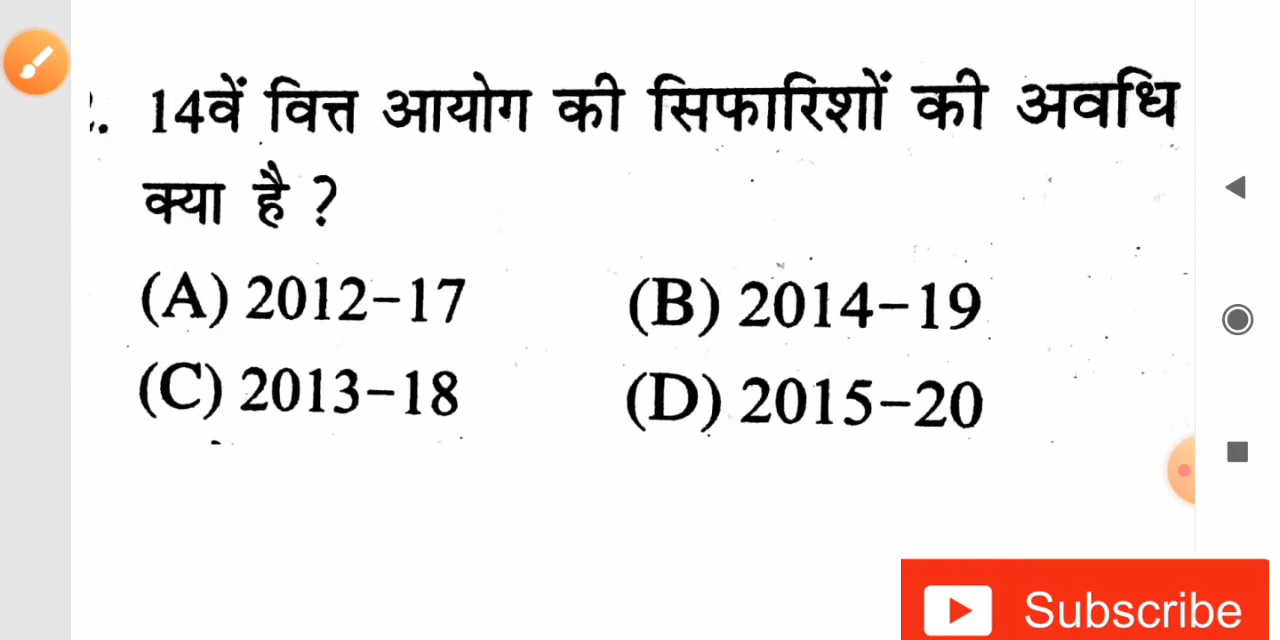 14वें वित्त आयोग की सिफारिशों की अवधि
क्या है ?
(A) 2012-17 (B) 2014-19
(C) 2013-18 (D) 2015-20
Subscribe